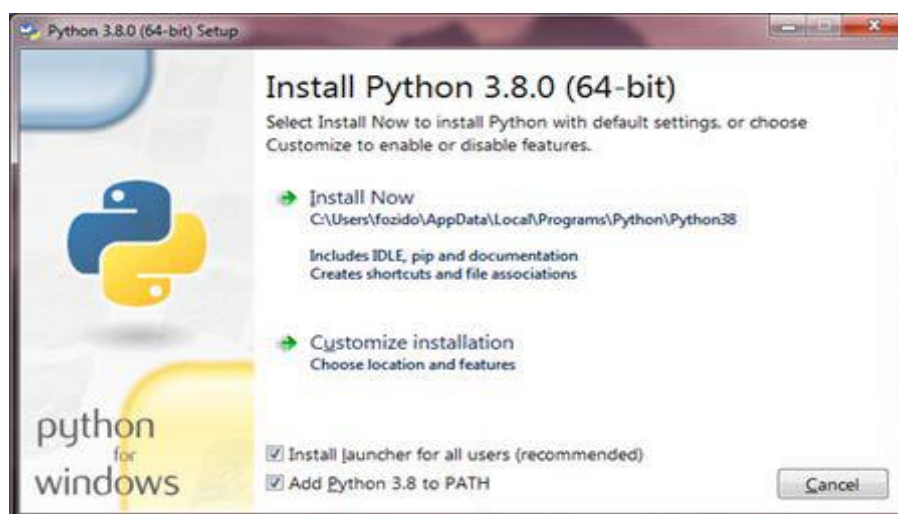 Python 3.8.0 (64-bit) Setup
Install Python 3.8.0 (64-bit)
Select Install Now to install Python with default settings, or choose
Customize to enable or disable features.
Install Now
C:\Users\fozido\AppData\Local\Programs\Python\Python38
Includes IDLE, pip and documentation
Creates shortcuts and file associations
Customize installation
Choose location and features
python
for
windows
Install launcher for all users (recommended)
Add Python 3.8 to PATH
Cancel